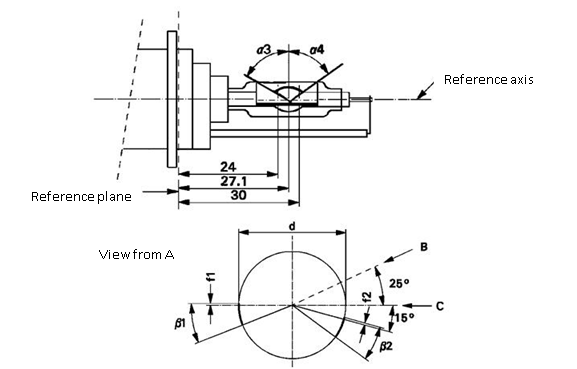 α3
α4
Reference axis
24
27.1
Reference plane
30
d
View from A
B
f1
25°
f2
C
15°
β1
β2